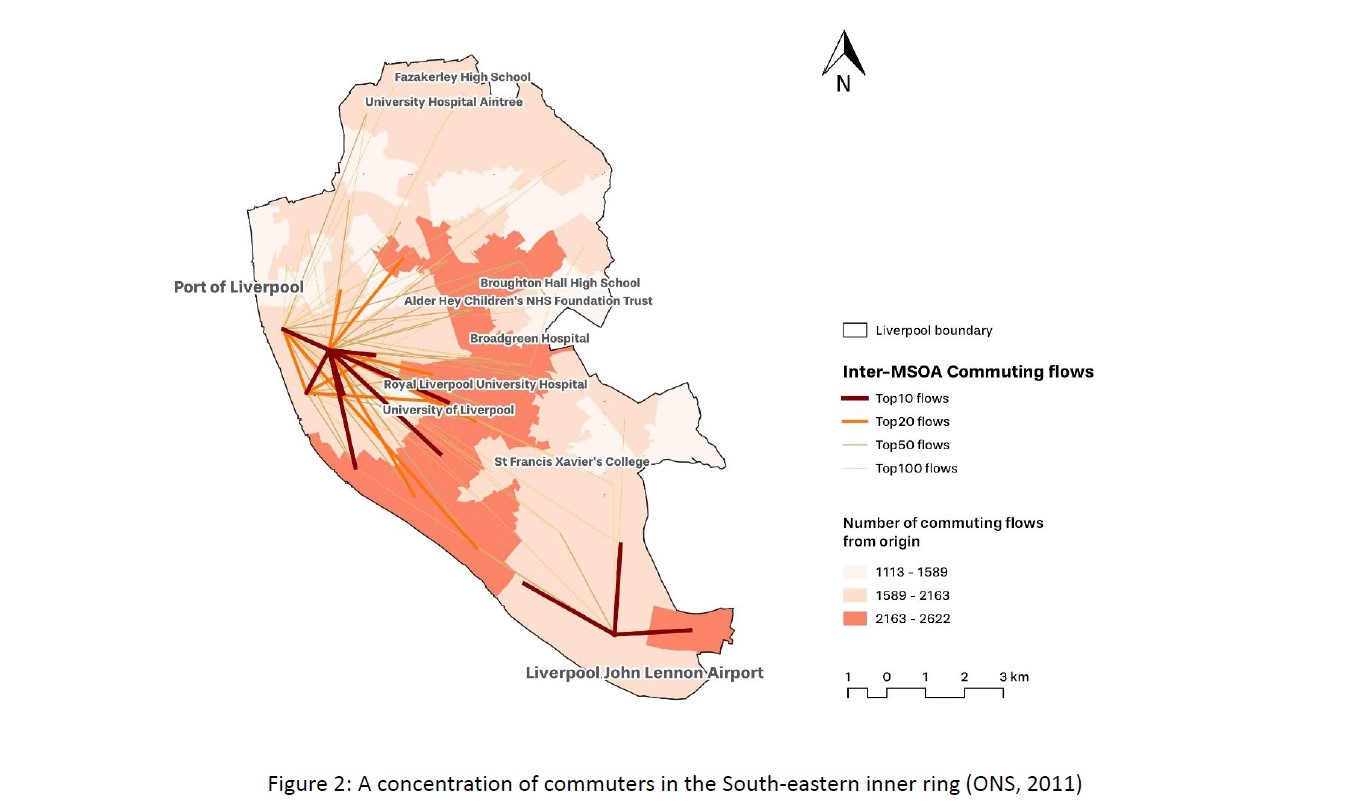 N
Fazakerley High School
University Hospital Aintree
Port of Liverpool
Broughton Hall High School
Alder Hey Children's NHS Foundation Trust
Broadgreen Hospital
Royal Liverpool University Hospital
University of Liverpool
St Francis Xavier's College
Liverpool John Lennon Airport
Liverpool boundary
Inter-MSOA Commuting flows
Top10 flows
Top20 flows
Top50 flows
Top100 flows
Number of commuting flows
from origin
1113 - 1589
1589 - 2163
2163 - 2622
1 0 1 2 3 km
Figure 2: A concentration of commuters in the South-eastern inner ring (ONS, 2011)